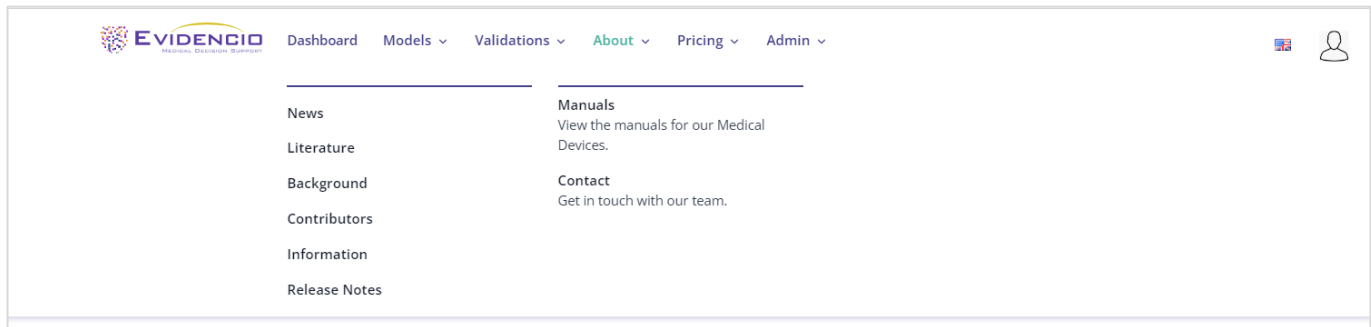 EVIDENCIO
MEDICAL DECISION SUPPORT
Dashboard Models Validations About Pricing Admin
News
Literature
Background
Contributors
Information
Release Notes
Manuals
View the manuals for our Medical
Devices.
Contact
Get in touch with our team.